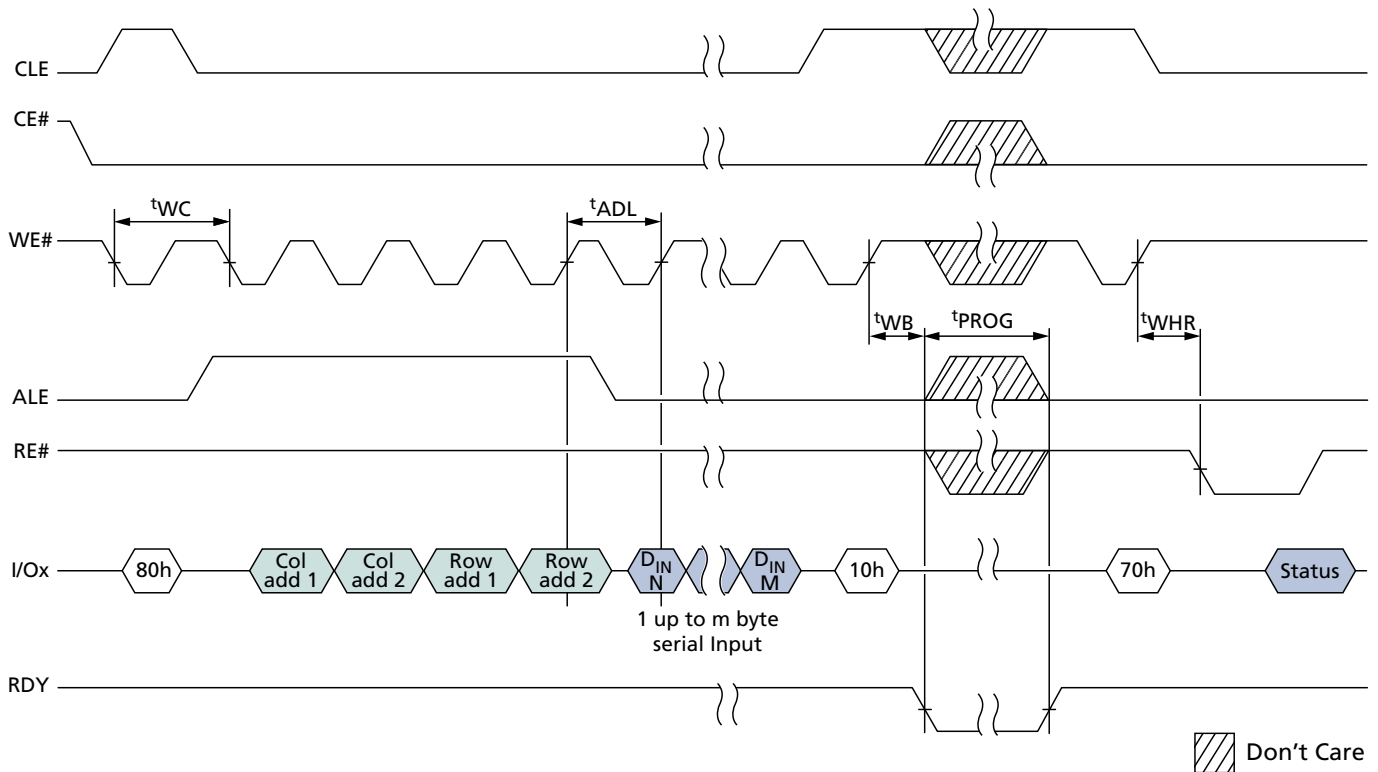 CLE
CE#
tWC
tADL
WE#
tWB
tPROG
tWHR
ALE
RE#
I/Ox
80h
Col
add 1
Col
add 2
Row
add 1
Row
add 2
DIN
N
DIN
M
10h
70h
Status
1 up to m byte
serial Input
RDY
Don't Care